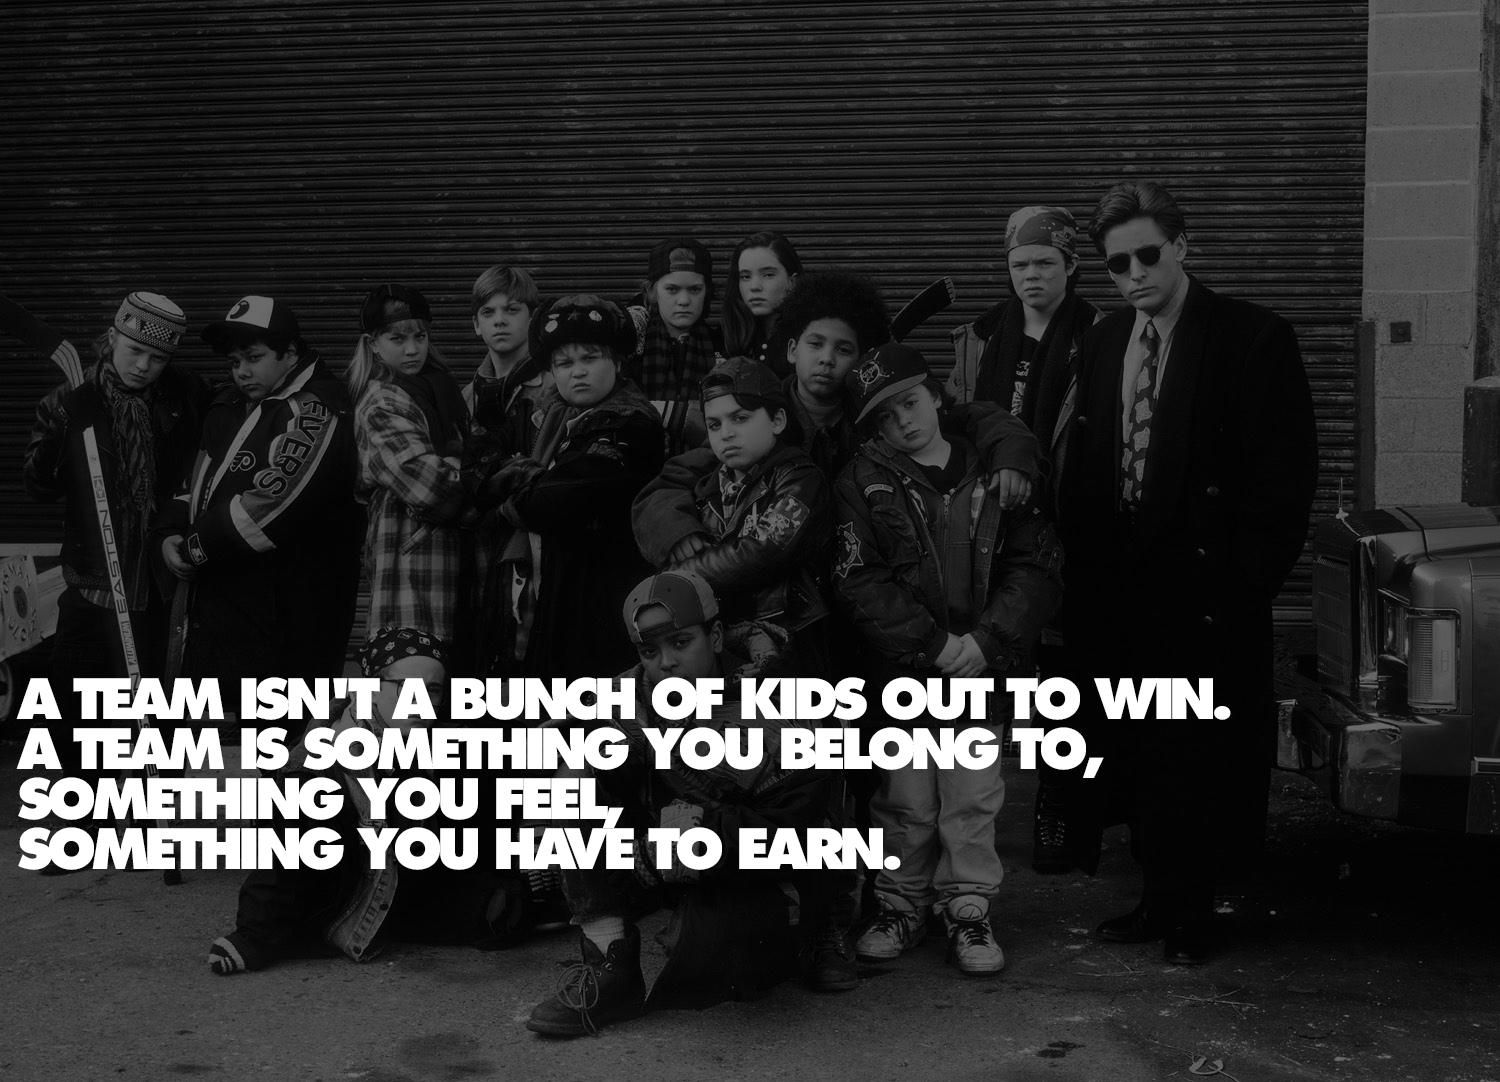 FLYERS
EASTON
A TEAM ISN'T A BUNCH OF KIDS OUT TO WIN.
A TEAM IS SOMETHING YOU BELONG TO,
SOMETHING YOU FEEL,
SOMETHING YOU HAVE TO EARN.